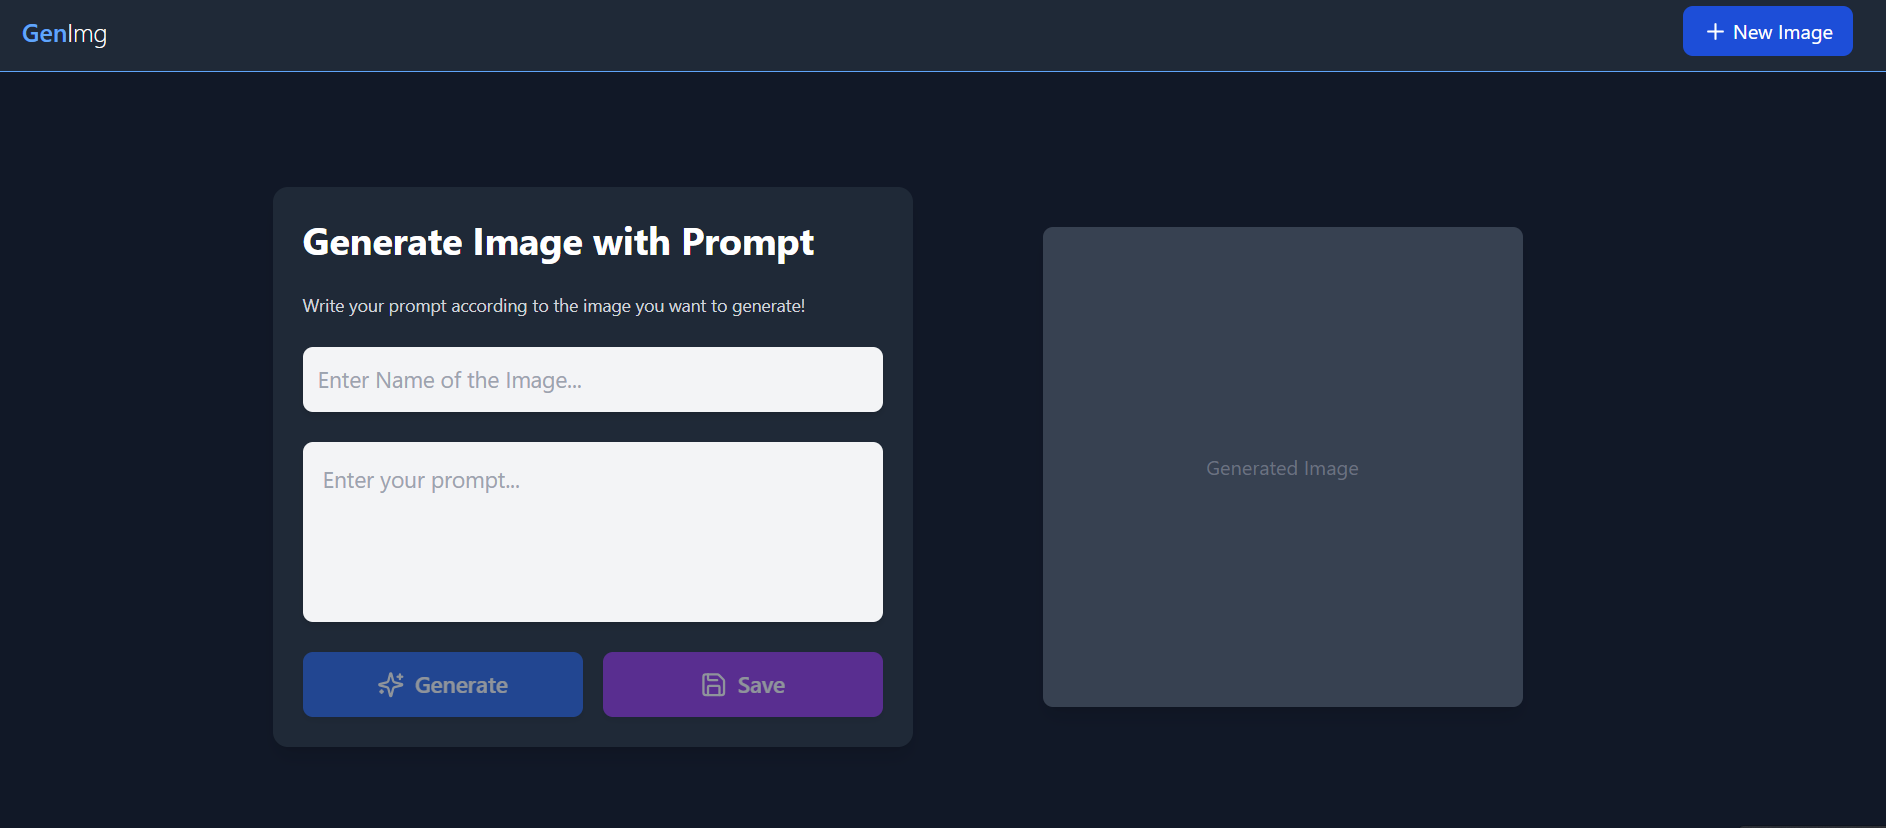 GenImg
New Image
Generate Image with Prompt
Write your prompt according to the image you want to generate!
Enter Name of the Image...
Enter your prompt...
Generate
Save
Generated Image